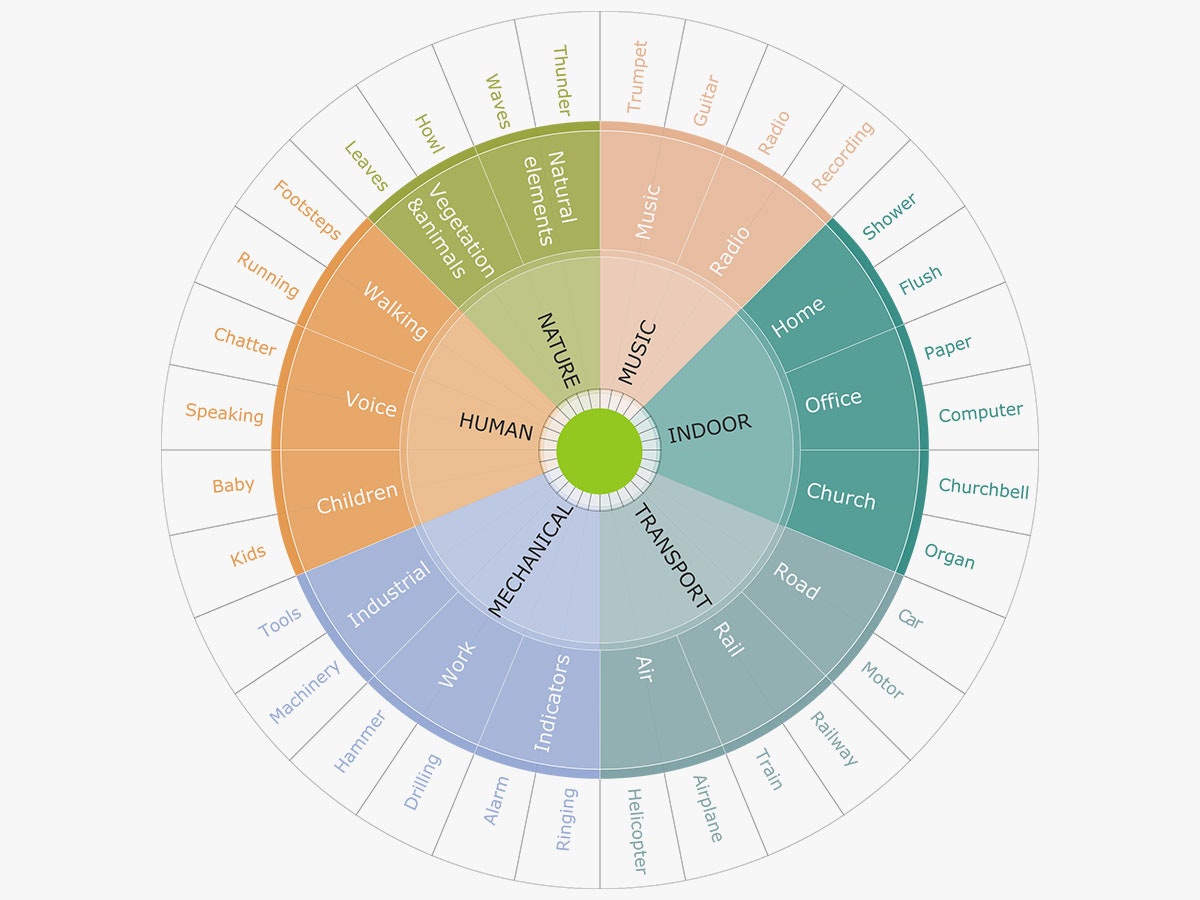 MUSIC
Music
Trumpet
Guitar
Radio
Radio
Recording
INDOOR
Home
Shower
Flush
Office
Paper
Computer
Church
Churchbell
Organ
TRANSPORT
Road
Car
Motor
Rail
Railway
Train
Air
Airplane
Helicopter
MECHANICAL
Indicators
Ringing
Alarm
Work
Drilling
Hammer
Industrial
Machinery
Tools
HUMAN
Children
Kids
Baby
Voice
Speaking
Chatter
Walking
Running
Footsteps
NATURE
Vegetation
&animals
Leaves
Howl
Natural
elements
Waves
Thunder